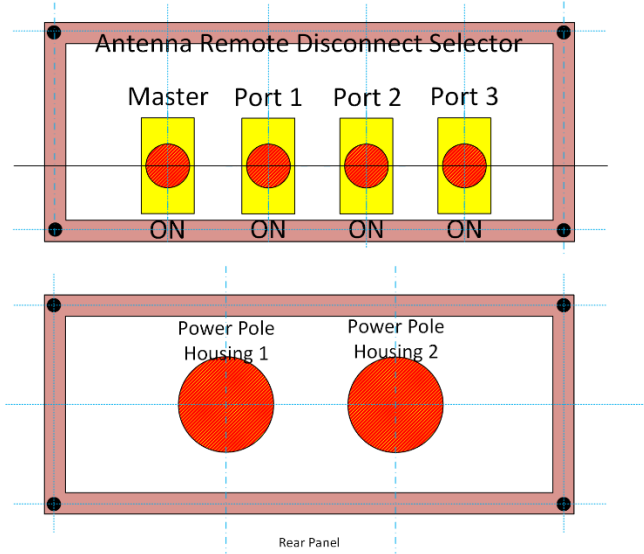 Antenna Remote Disconnect Selector
Master Port 1 Port 2 Port 3
ON ON ON ON
Power Pole Power Pole
Housing 1 Housing 2
Rear Panel